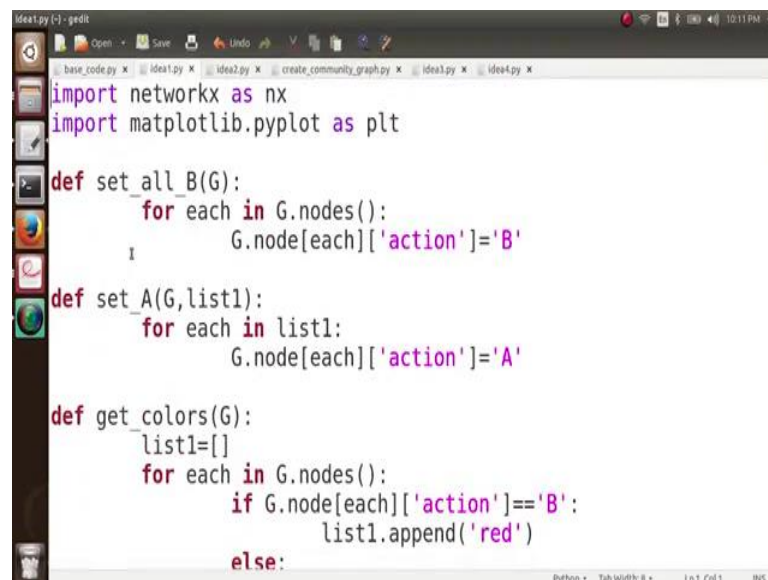 idea1.py (~) - gedit
10:11 PM
Open Save Undo
base_code.py x idea1.py x idea2.py x create_community_graph.py x idea3.py x idea4.py x
import networkx as nx
import matplotlib.pyplot as plt
def set_all_B(G):
for each in G.nodes():
G.node[each]['action']='B'
def set_A(G,list1):
for each in list1:
G.node[each]['action']='A'
def get_colors(G):
list1=[]
for each in G.nodes():
if G.node[each]['action']=='B':
list1.append('red')
else:
Python Tab Width: 8 Ln 1, Col 1 INS